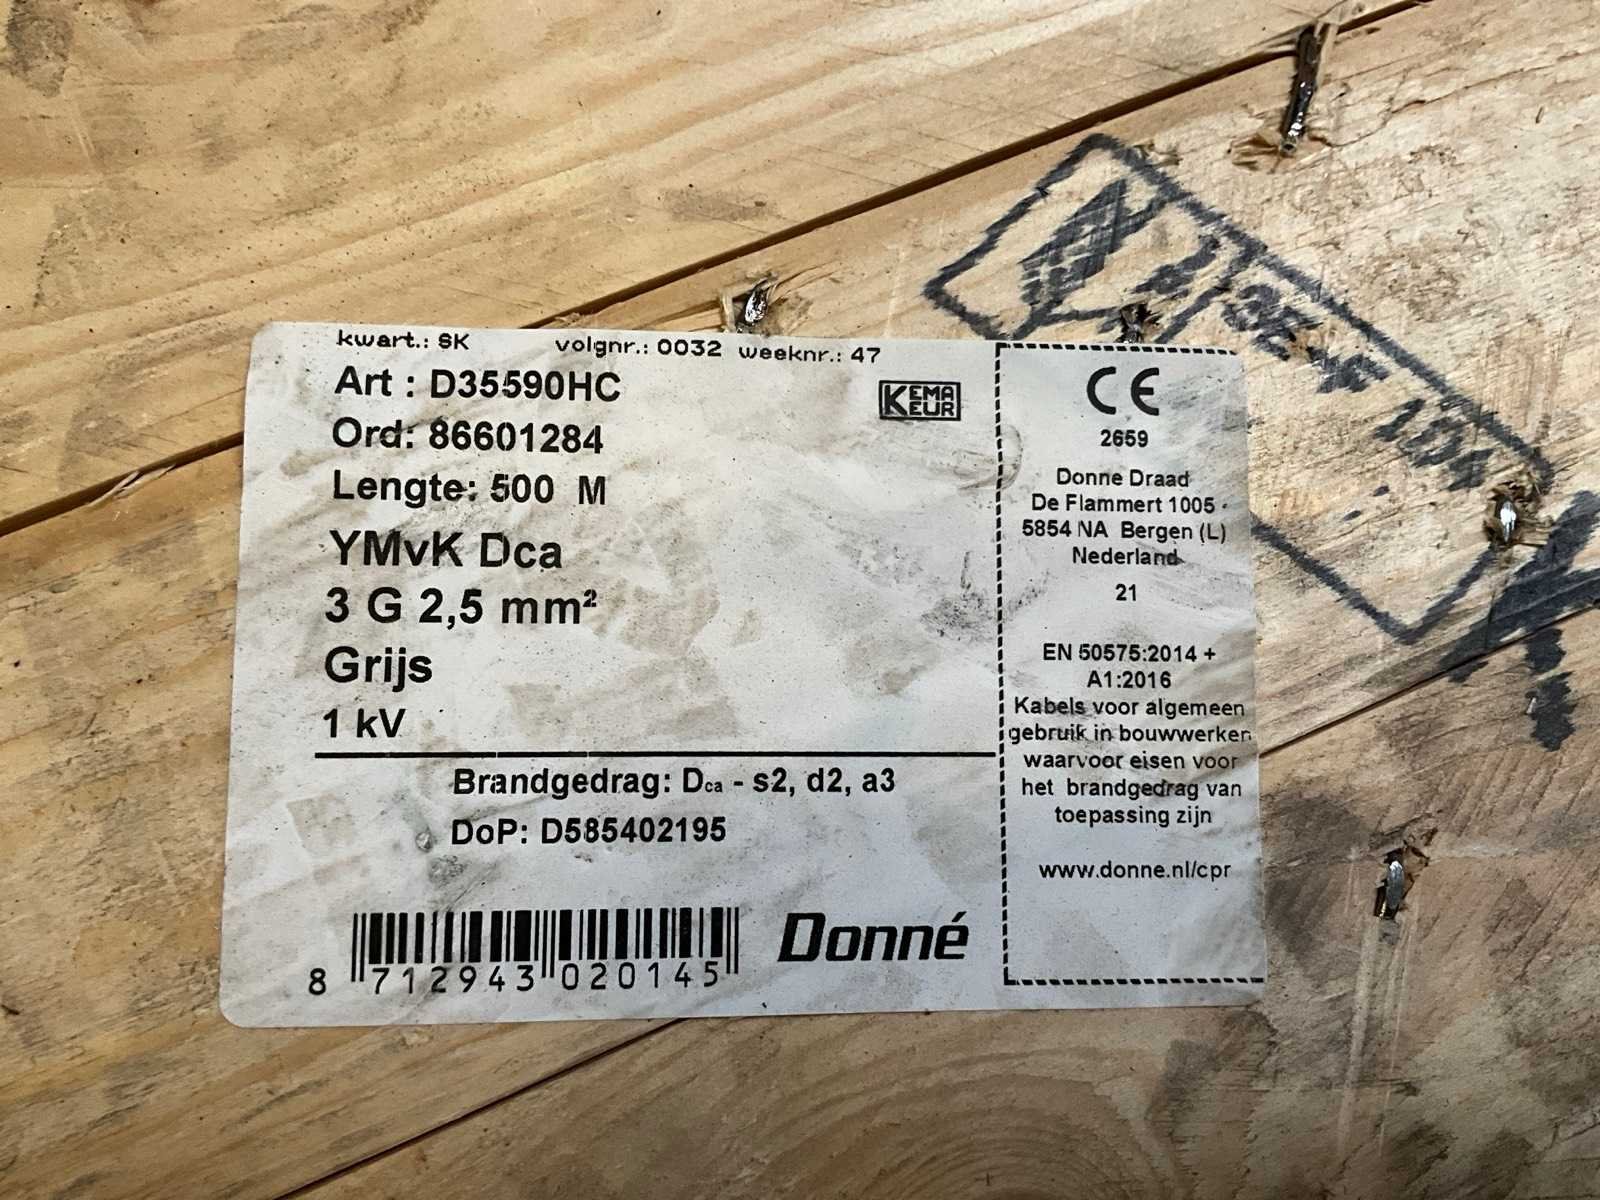 kwart.: SK volgnr.: 0032 weeknr.: 47
Art : D35590HC
Ord: 86601284
Lengte: 500 M
YMvK Dca
3 G 2,5 mm²
Grijs
1 kV
KEMA
KEUR
Brandgedrag: Dca - s2, d2, a3
DoP: D585402195
8 712943 020145
Donné
CE
2659
Donne Draad
De Flammert 1005
5854 NA Bergen (L)
Nederland
21
EN 50575:2014 +
A1:2016
Kabels voor algemeen
gebruik in bouwwerken
waarvoor eisen voor
het brandgedrag van
toepassing zijn
www.donne.nl/cpr